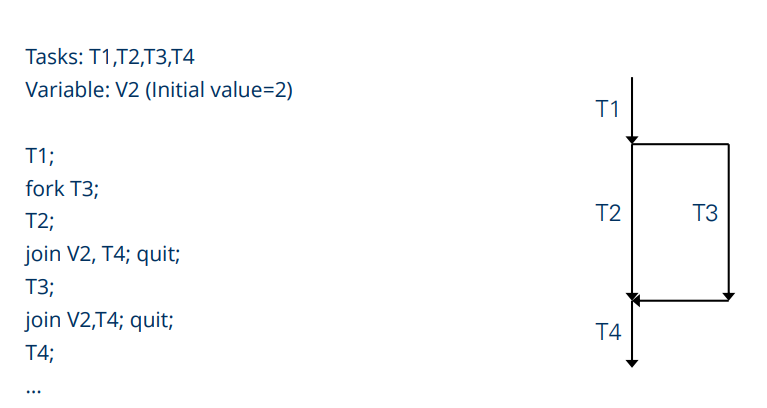 Tasks: T1,T2,T3,T4
Variable: V2 (Initial value=2)
T1;
fork T3;
T2;
join V2, T4; quit;
T3;
join V2,T4; quit;
T4;
...
T1
T2 T3
T4